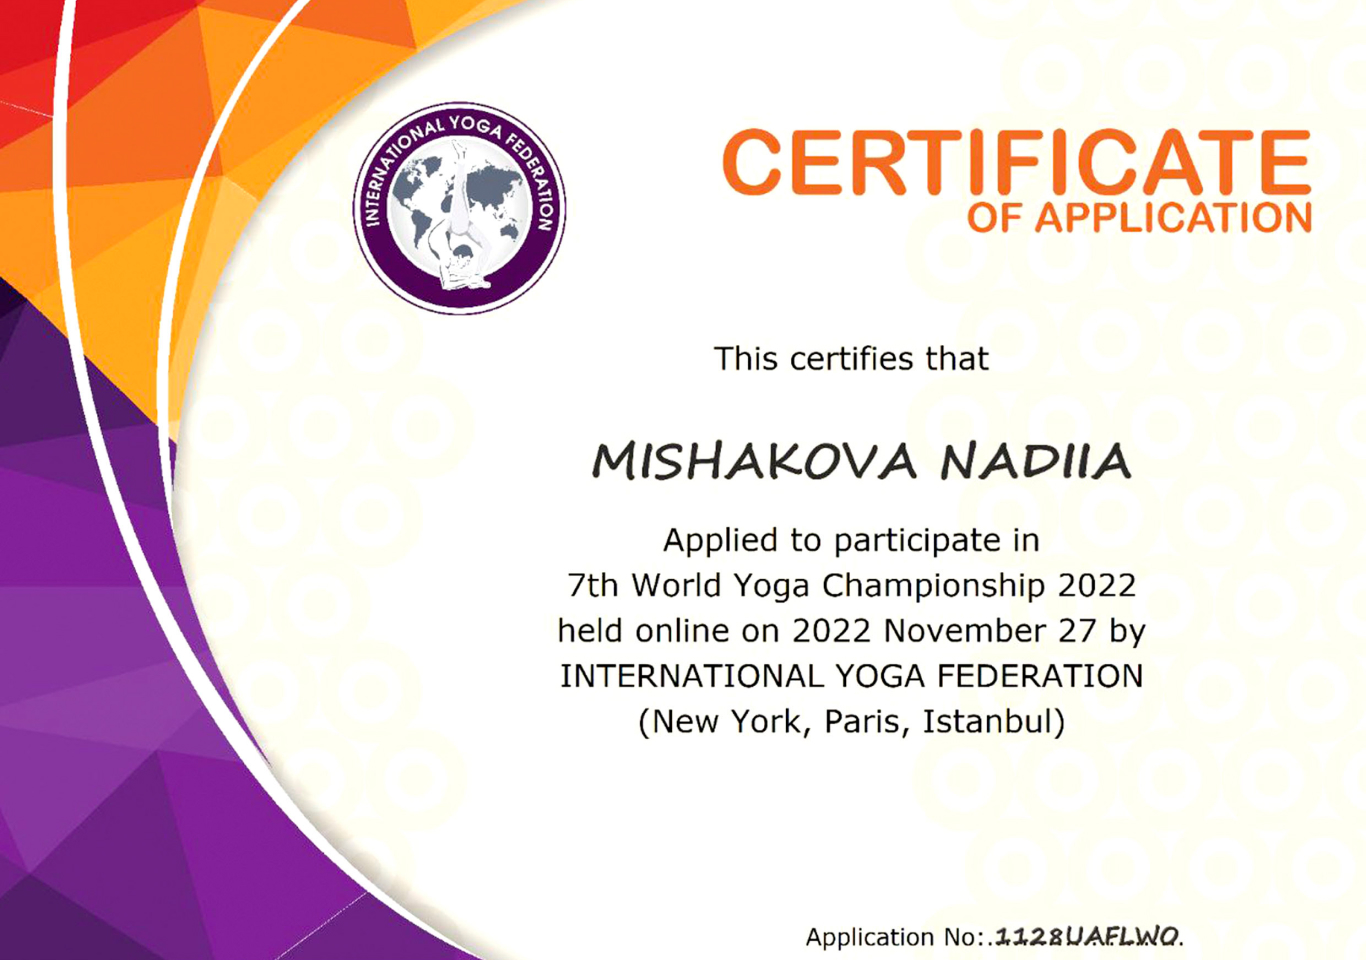 INTERNATIONAL YOGA FEDERATION
CERTIFICATE
OF APPLICATION
This certifies that
MISHAKOVA NADIIA
Applied to participate in
7th World Yoga Championship 2022
held online on 2022 November 27 by
INTERNATIONAL YOGA FEDERATION
(New York, Paris, Istanbul)
Application No:.1128UAFLWO.